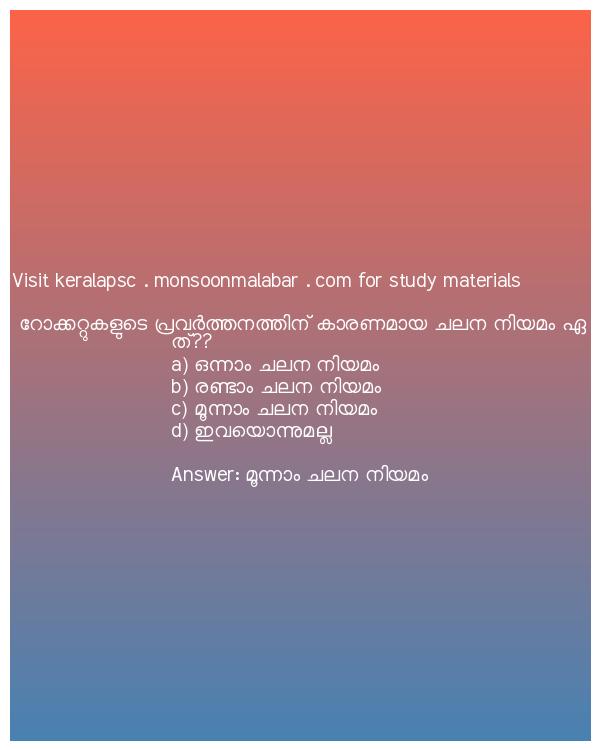 Visit keralapsc . monsoonmalabar . com for study materials
റോക്കറ്റുകളുടെ പ്രവർത്തനത്തിന് കാരണമായ ചലന നിയമം ഏ
ത്??
a) ഒന്നാം ചലന നിയമം
b) രണ്ടാം ചലന നിയമം
c) മൂന്നാം ചലന നിയമം
d) ഇവയൊന്നുമല്ല
Answer: മൂന്നാം ചലന നിയമം